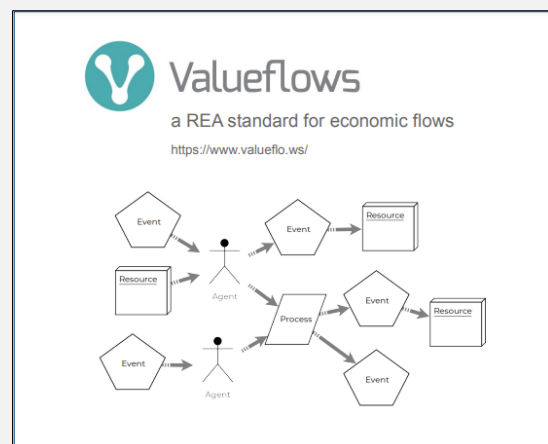 Valueflows
a REA standard for economic flows
https://www.valueflo.ws/
Event
Event
Resource
Resource
Agent
Process
Event
Resource
Event
Agent
Event